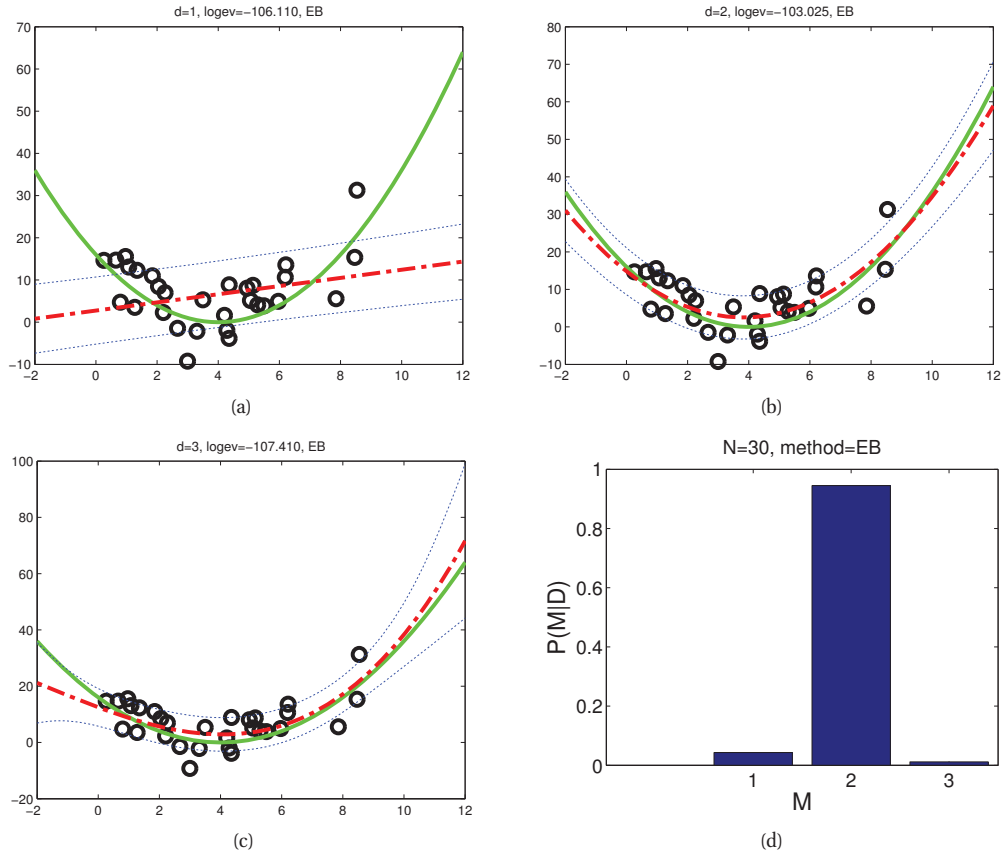 d=1, logev=−106.110, EB
70
60
50
40
30
20
10
0
−10
−2 0 2 4 6 8 10 12
(a)
d=2, logev=−103.025, EB
80
70
60
50
40
30
20
10
0
−10
−2 0 2 4 6 8 10 12
(b)
d=3, logev=−107.410, EB
100
80
60
40
20
0
−20
−2 0 2 4 6 8 10 12
(c)
N=30, method=EB
1
0.8
0.6
0.4
0.2
0
P(M|D)
1 2 3
M
(d)